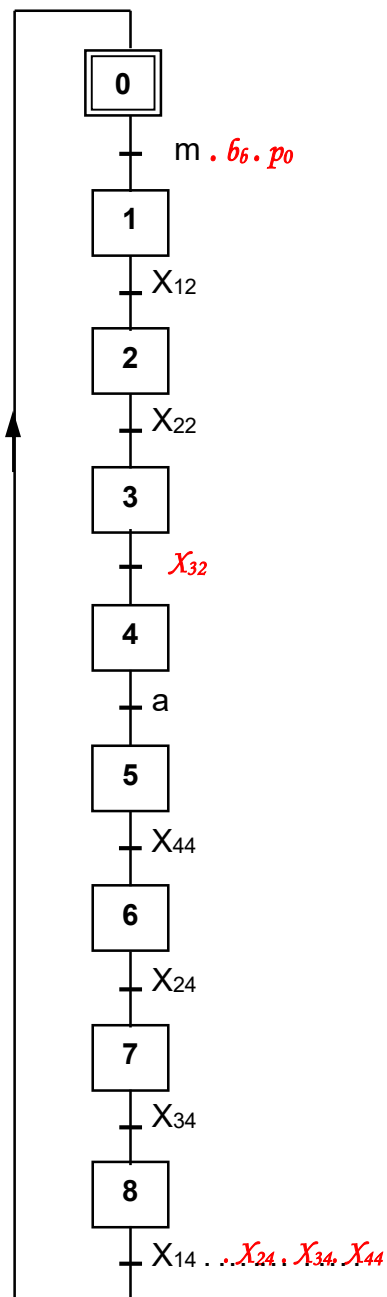 0
m . b₆ . p₀
1
X₁₂
2
X₂₂
3
X₃₂
4
a
5
X₄₄
6
X₂₄
7
X₃₄
8
X₁₄ . X₂₄ . X₃₄ . X₄₄